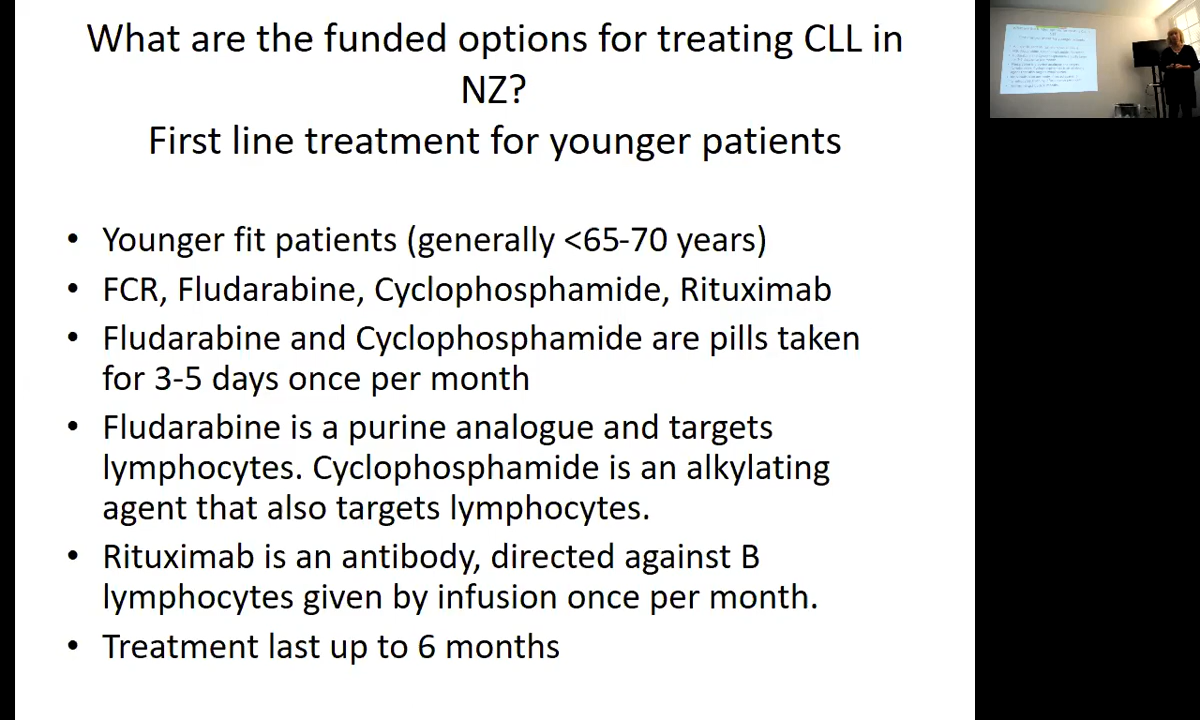 What are the funded options for treating CLL in
NZ?
First line treatment for younger patients
• Younger fit patients (generally <65-70 years)
• FCR, Fludarabine, Cyclophosphamide, Rituximab
• Fludarabine and Cyclophosphamide are pills taken
for 3-5 days once per month
• Fludarabine is a purine analogue and targets
lymphocytes. Cyclophosphamide is an alkylating
agent that also targets lymphocytes.
• Rituximab is an antibody, directed against B
lymphocytes given by infusion once per month.
• Treatment last up to 6 months